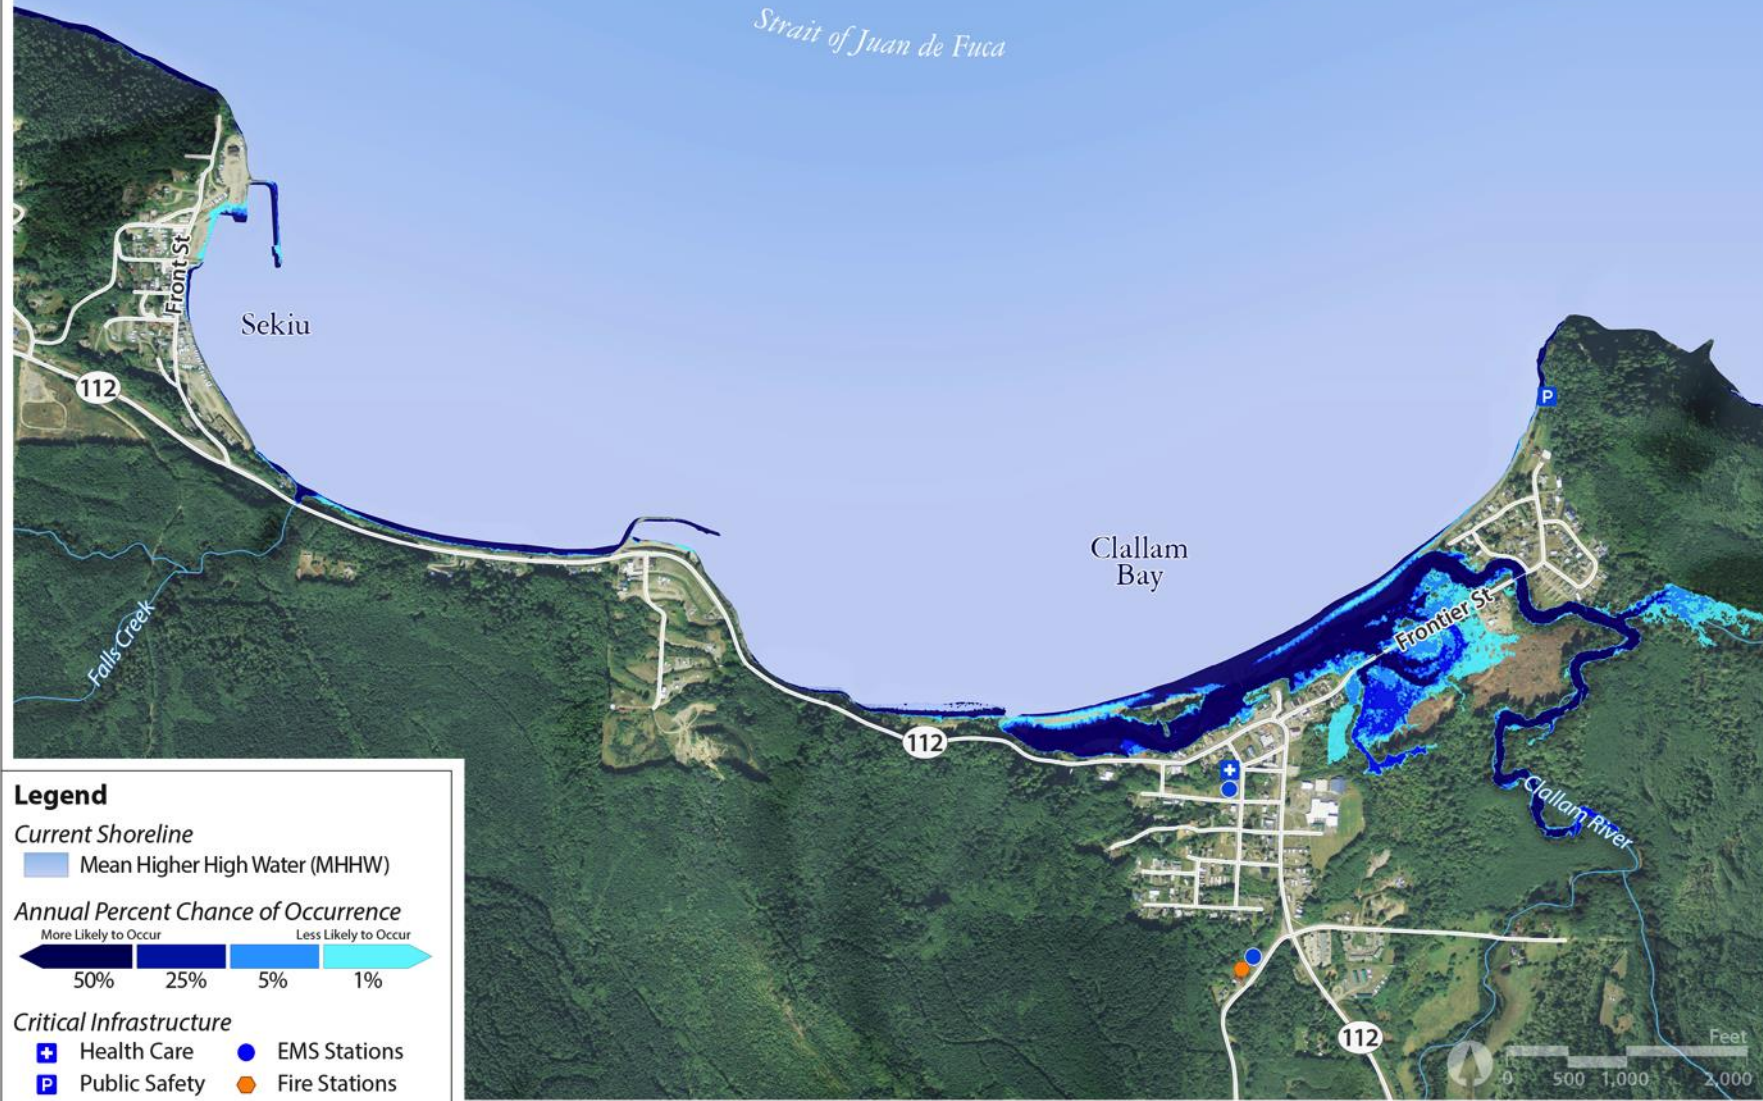 Strait of Juan de Fuca
Front St
Sekiu
112
P
Clallam
Bay
Frontier St
Falls Creek
112
Clallam River
112
Feet
0 500 1,000 2,000
Legend
Current Shoreline
Mean Higher High Water (MHHW)
Annual Percent Chance of Occurrence
More Likely to Occur Less Likely to Occur
50% 25% 5% 1%
Critical Infrastructure
Health Care EMS Stations
P Public Safety Fire Stations